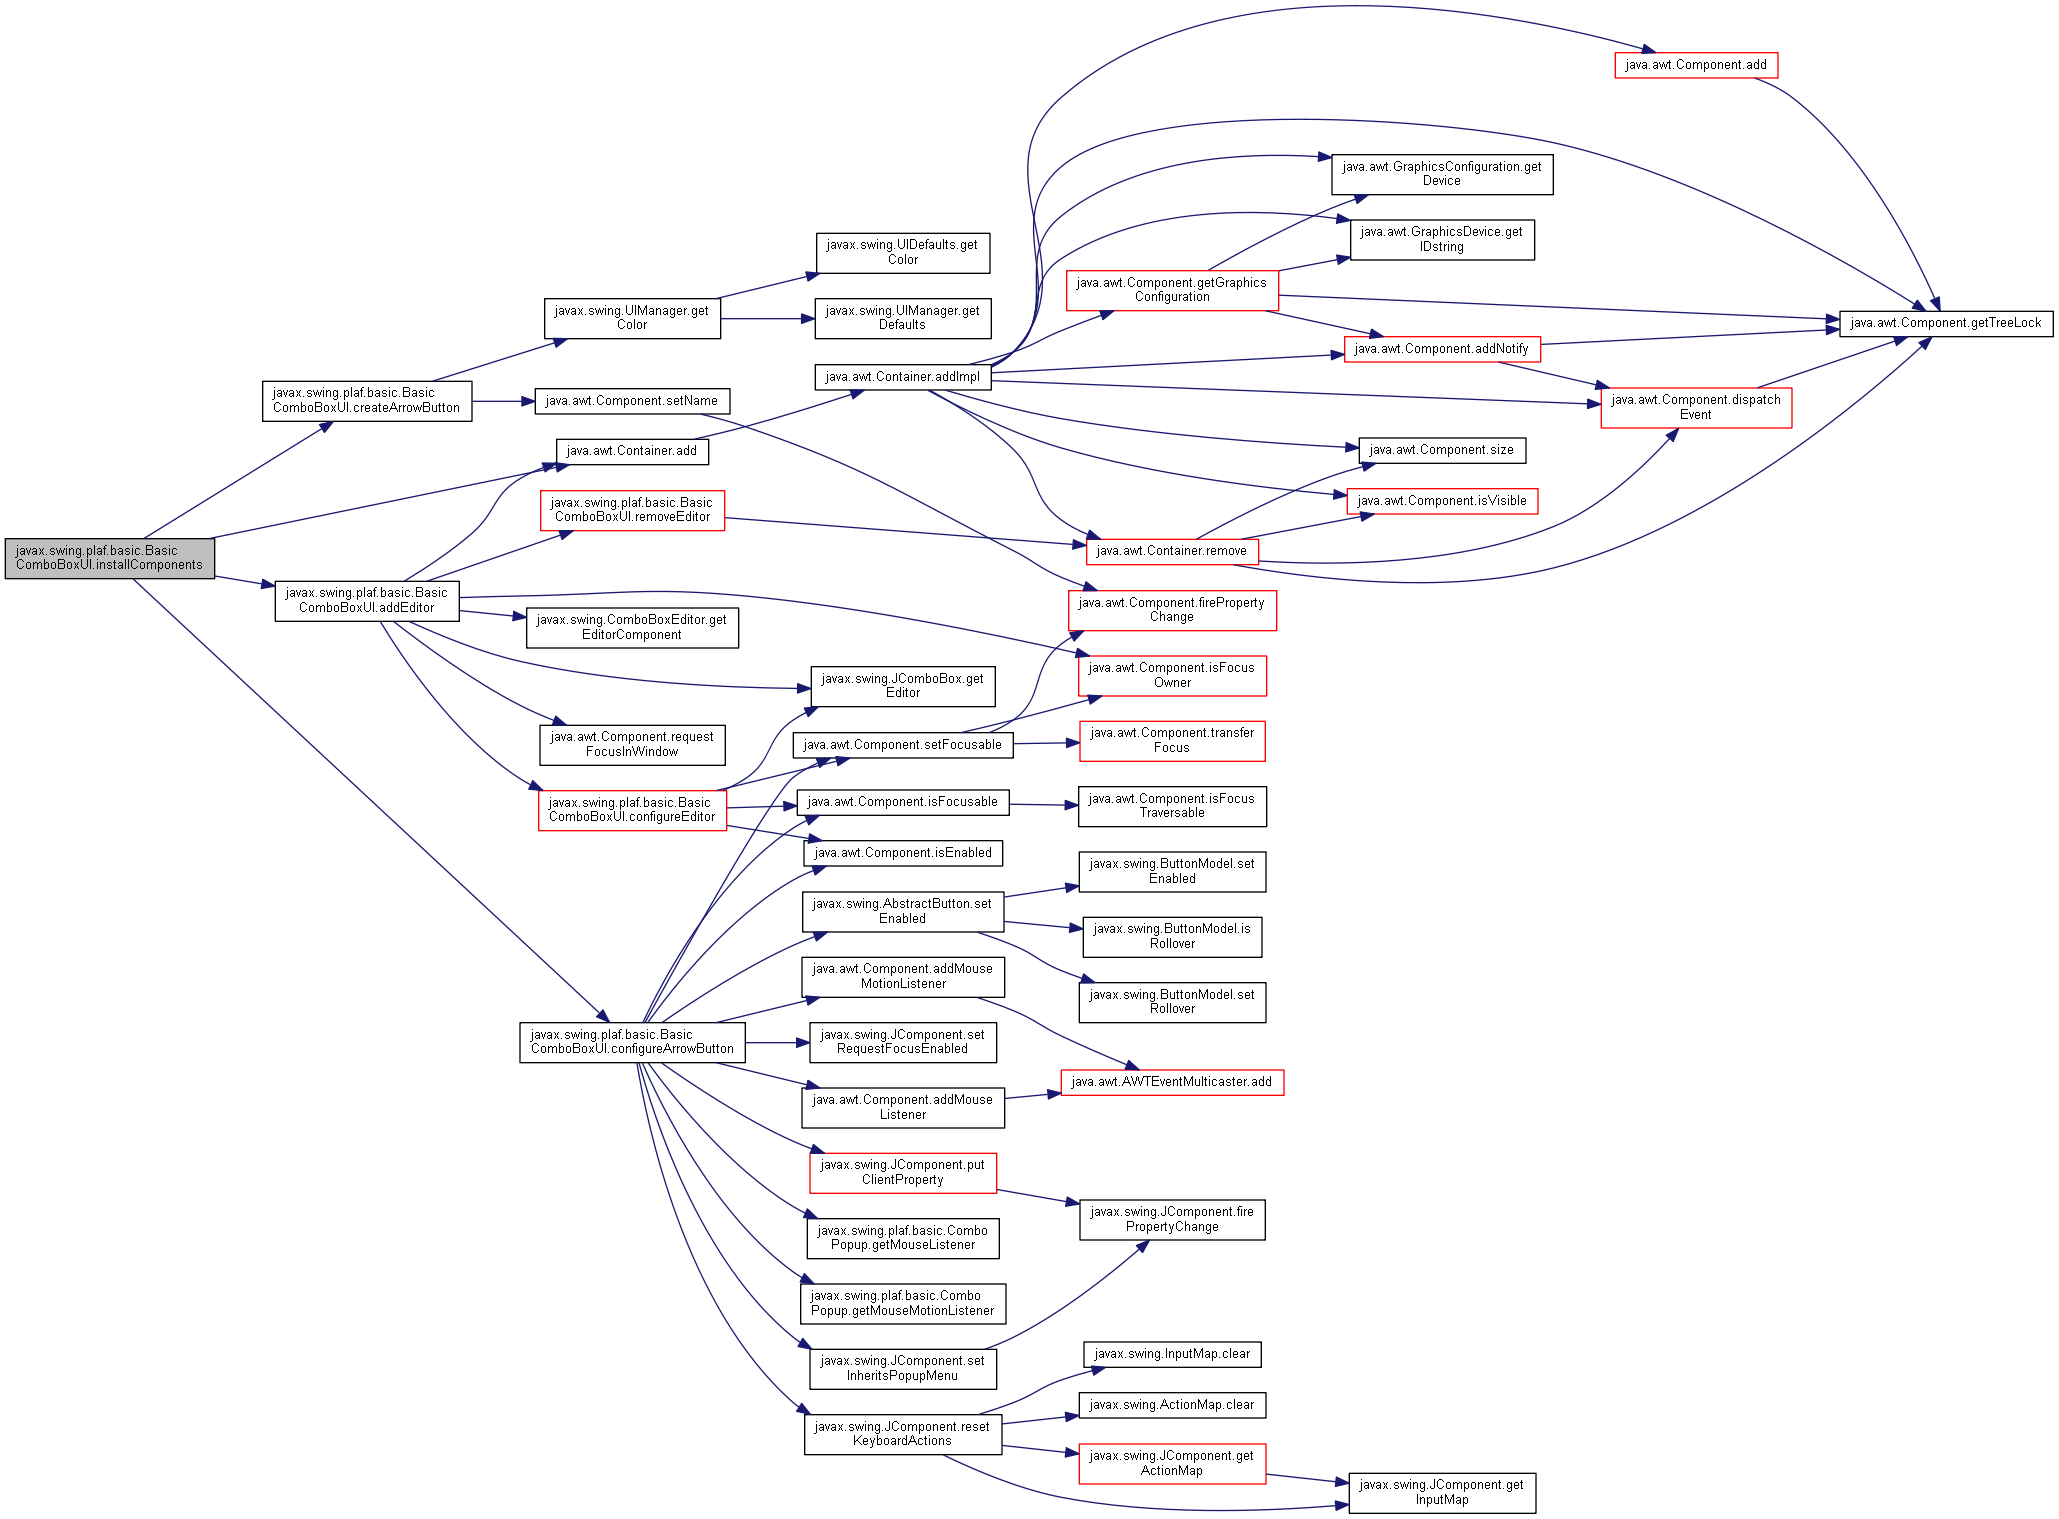 javax.swing.plaf.basic.Basic
ComboBoxUI.installComponents
javax.swing.plaf.basic.Basic
ComboBoxUI.createArrowButton
javax.swing.plaf.basic.Basic
ComboBoxUI.addEditor
javax.swing.UIManager.get
Color
java.awt.Component.setName
java.awt.Container.add
javax.swing.plaf.basic.Basic
ComboBoxUI.removeEditor
javax.swing.ComboBoxEditor.get
EditorComponent
java.awt.Component.request
FocusInWindow
javax.swing.plaf.basic.Basic
ComboBoxUI.configureEditor
javax.swing.plaf.basic.Basic
ComboBoxUI.configureArrowButton
javax.swing.UIDefaults.get
Color
javax.swing.UIManager.get
Defaults
java.awt.Container.addImpl
javax.swing.JComboBox.get
Editor
java.awt.Component.setFocusable
java.awt.Component.isFocusable
java.awt.Component.isEnabled
javax.swing.AbstractButton.set
Enabled
java.awt.Component.addMouse
MotionListener
javax.swing.JComponent.set
RequestFocusEnabled
java.awt.Component.addMouse
Listener
javax.swing.JComponent.put
ClientProperty
javax.swing.plaf.basic.Combo
Popup.getMouseListener
javax.swing.plaf.basic.Combo
Popup.getMouseMotionListener
javax.swing.JComponent.set
InheritsPopupMenu
javax.swing.JComponent.reset
KeyboardActions
java.awt.Component.getGraphics
Configuration
java.awt.Container.remove
java.awt.Component.fireProperty
Change
java.awt.Component.isFocus
Owner
java.awt.Component.transfer
Focus
java.awt.Component.isFocus
Traversable
javax.swing.ButtonModel.set
Enabled
javax.swing.ButtonModel.is
Rollover
javax.swing.ButtonModel.set
Rollover
java.awt.AWTEventMulticaster.add
javax.swing.JComponent.fire
PropertyChange
javax.swing.InputMap.clear
javax.swing.ActionMap.clear
javax.swing.JComponent.get
ActionMap
java.awt.GraphicsConfiguration.get
Device
java.awt.GraphicsDevice.get
IDstring
java.awt.Component.addNotify
java.awt.Component.size
java.awt.Component.isVisible
javax.swing.JComponent.get
InputMap
java.awt.Component.add
java.awt.Component.dispatch
Event
java.awt.Component.getTreeLock